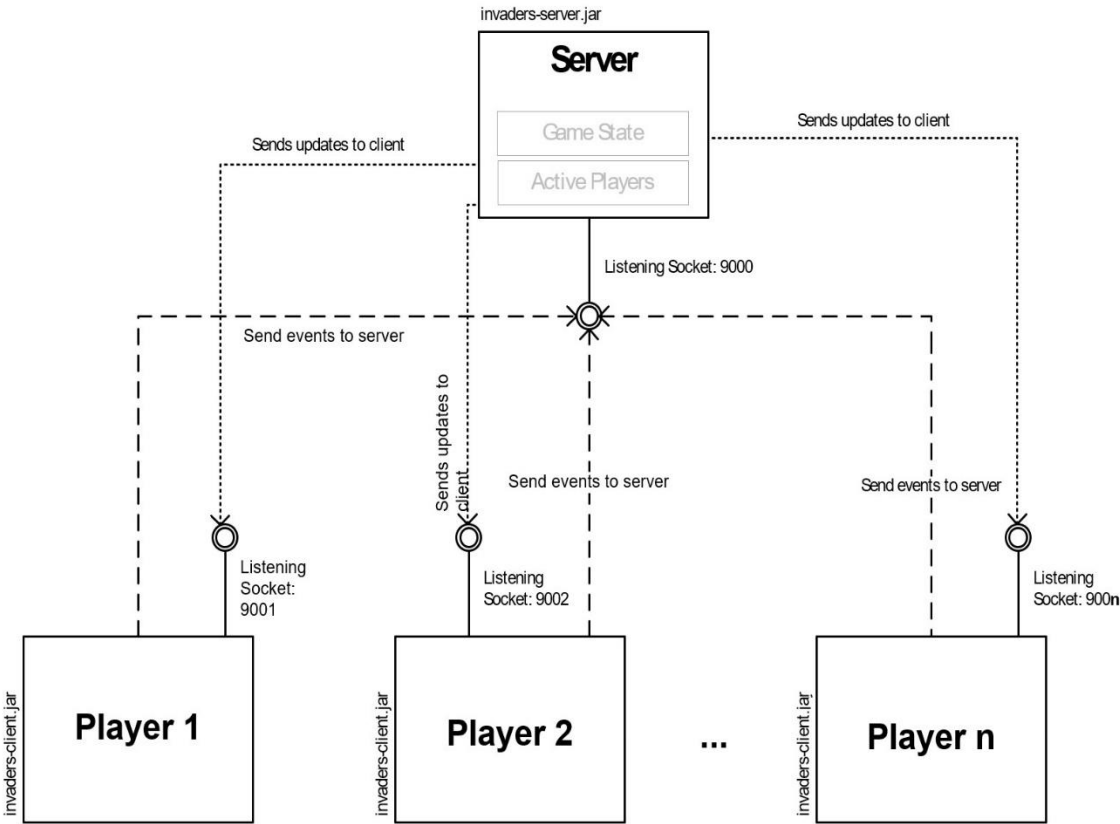 invaders-server.jar
Server
Game State
Active Players
Sends updates to client
Sends updates to client
Listening Socket: 9000
Send events to server
Sends updates to
client
Send events to server
Send events to server
Listening
Socket:
9001
Listening
Socket: 9002
Listening
Socket: 900n
invaders-client.jar
Player 1
invaders-client.jar
Player 2
...
invaders-client.jar
Player n